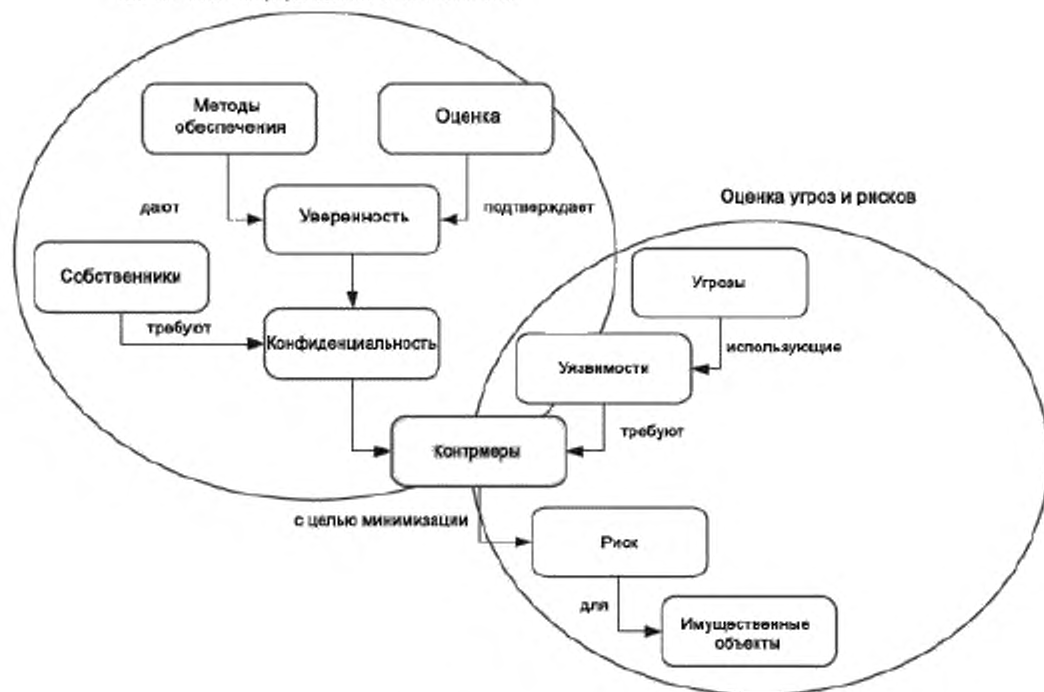 Методы
обеспечения
Оценка
дают
Уверенность
подтверждает
Оценка угроз и рисков
Собственники
Угрозы
требуют
Конфиденциальность
использующие
Уязвимости
требуют
Контрмеры
с целью минимизации
Риск
для
Имущественные
объекты